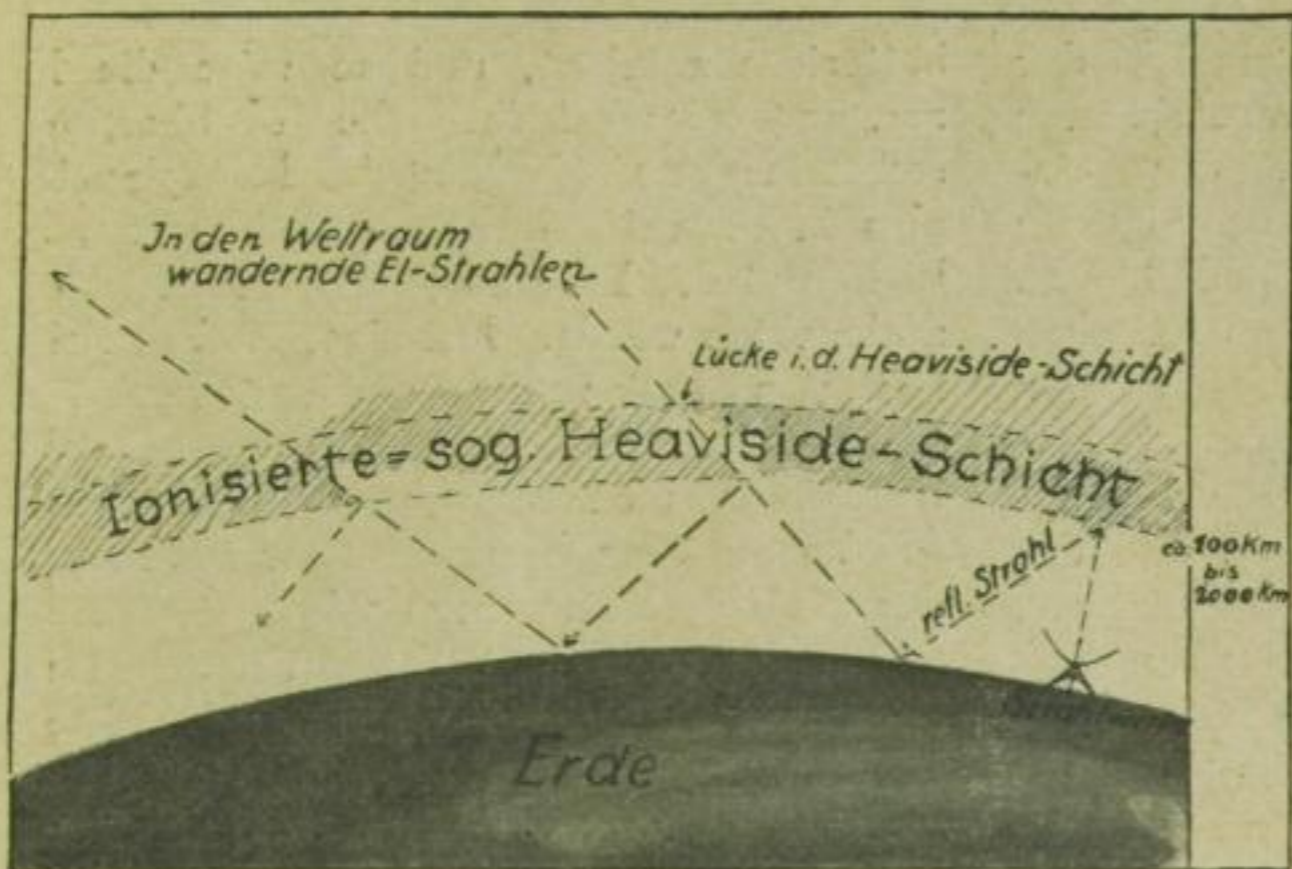 In den Weltraum
wandernde El-Strahlen
Lücke i. d. Heaviside-Schicht
Ionisierte= sog. Heaviside-Schicht
refl. Strahl
ca 100 Km
bis
2000 Km
Erde